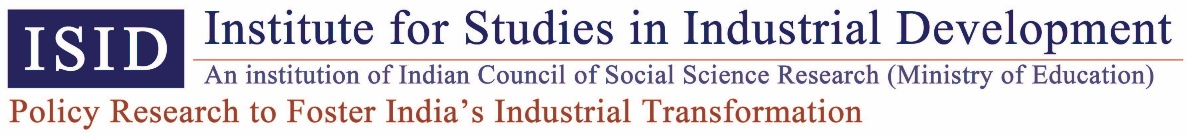 ISID
Institute for Studies in Industrial Development
An institution of Indian Council of Social Science Research (Ministry of Education)
Policy Research to Foster India's Industrial Transformation